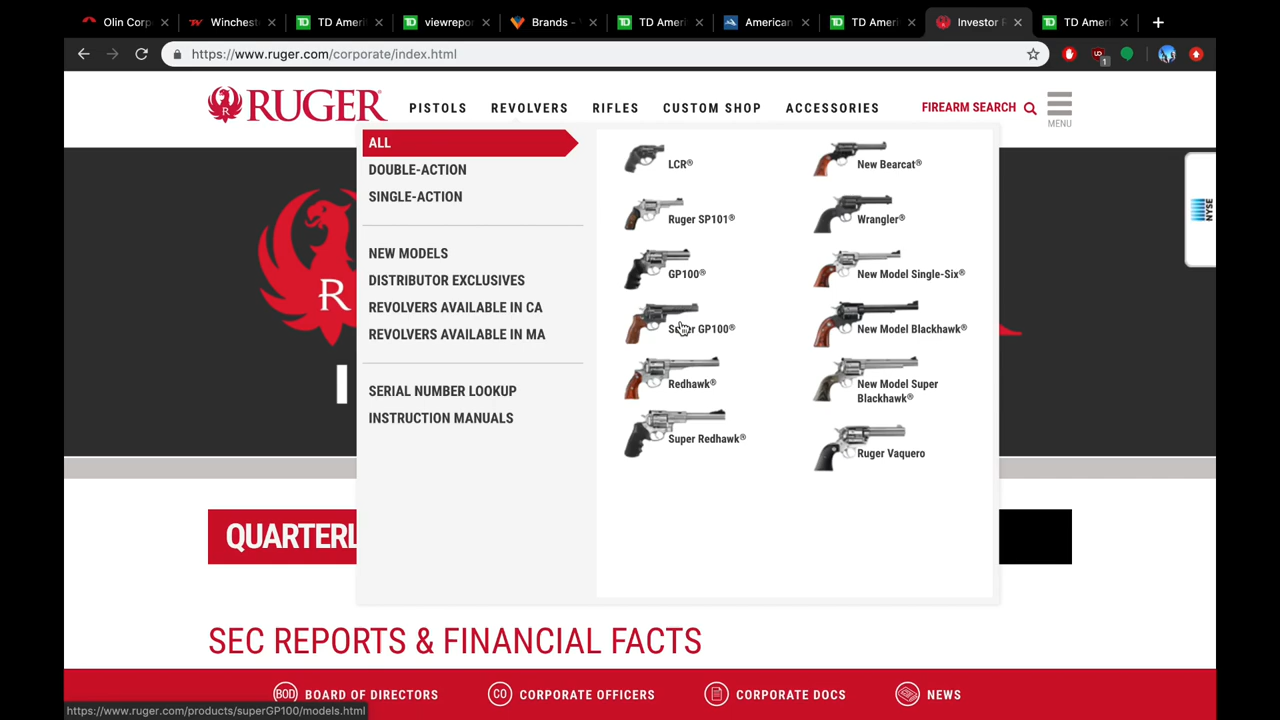 Olin Corp
Winchest
TD Ameri
viewrepor
Brands -
TD Ameri
American
TD Ameri
Investor R
TD Ameri
https://www.ruger.com/corporate/index.html
1
RUGER
PISTOLS
REVOLVERS
RIFLES
CUSTOM SHOP
ACCESSORIES
FIREARM SEARCH
MENU
ALL
DOUBLE-ACTION
SINGLE-ACTION
NEW MODELS
DISTRIBUTOR EXCLUSIVES
REVOLVERS AVAILABLE IN CA
REVOLVERS AVAILABLE IN MA
SERIAL NUMBER LOOKUP
INSTRUCTION MANUALS
LCR®
Ruger SP101®
GP100®
Super GP100®
Redhawk®
Super Redhawk®
New Bearcat®
Wrangler®
New Model Single-Six®
New Model Blackhawk®
New Model Super
Blackhawk®
Ruger Vaquero
NYSE
R
QUARTERL
SEC REPORTS & FINANCIAL FACTS
BOD BOARD OF DIRECTORS
CO CORPORATE OFFICERS
CORPORATE DOCS
NEWS
https://www.ruger.com/products/superGP100/models.html